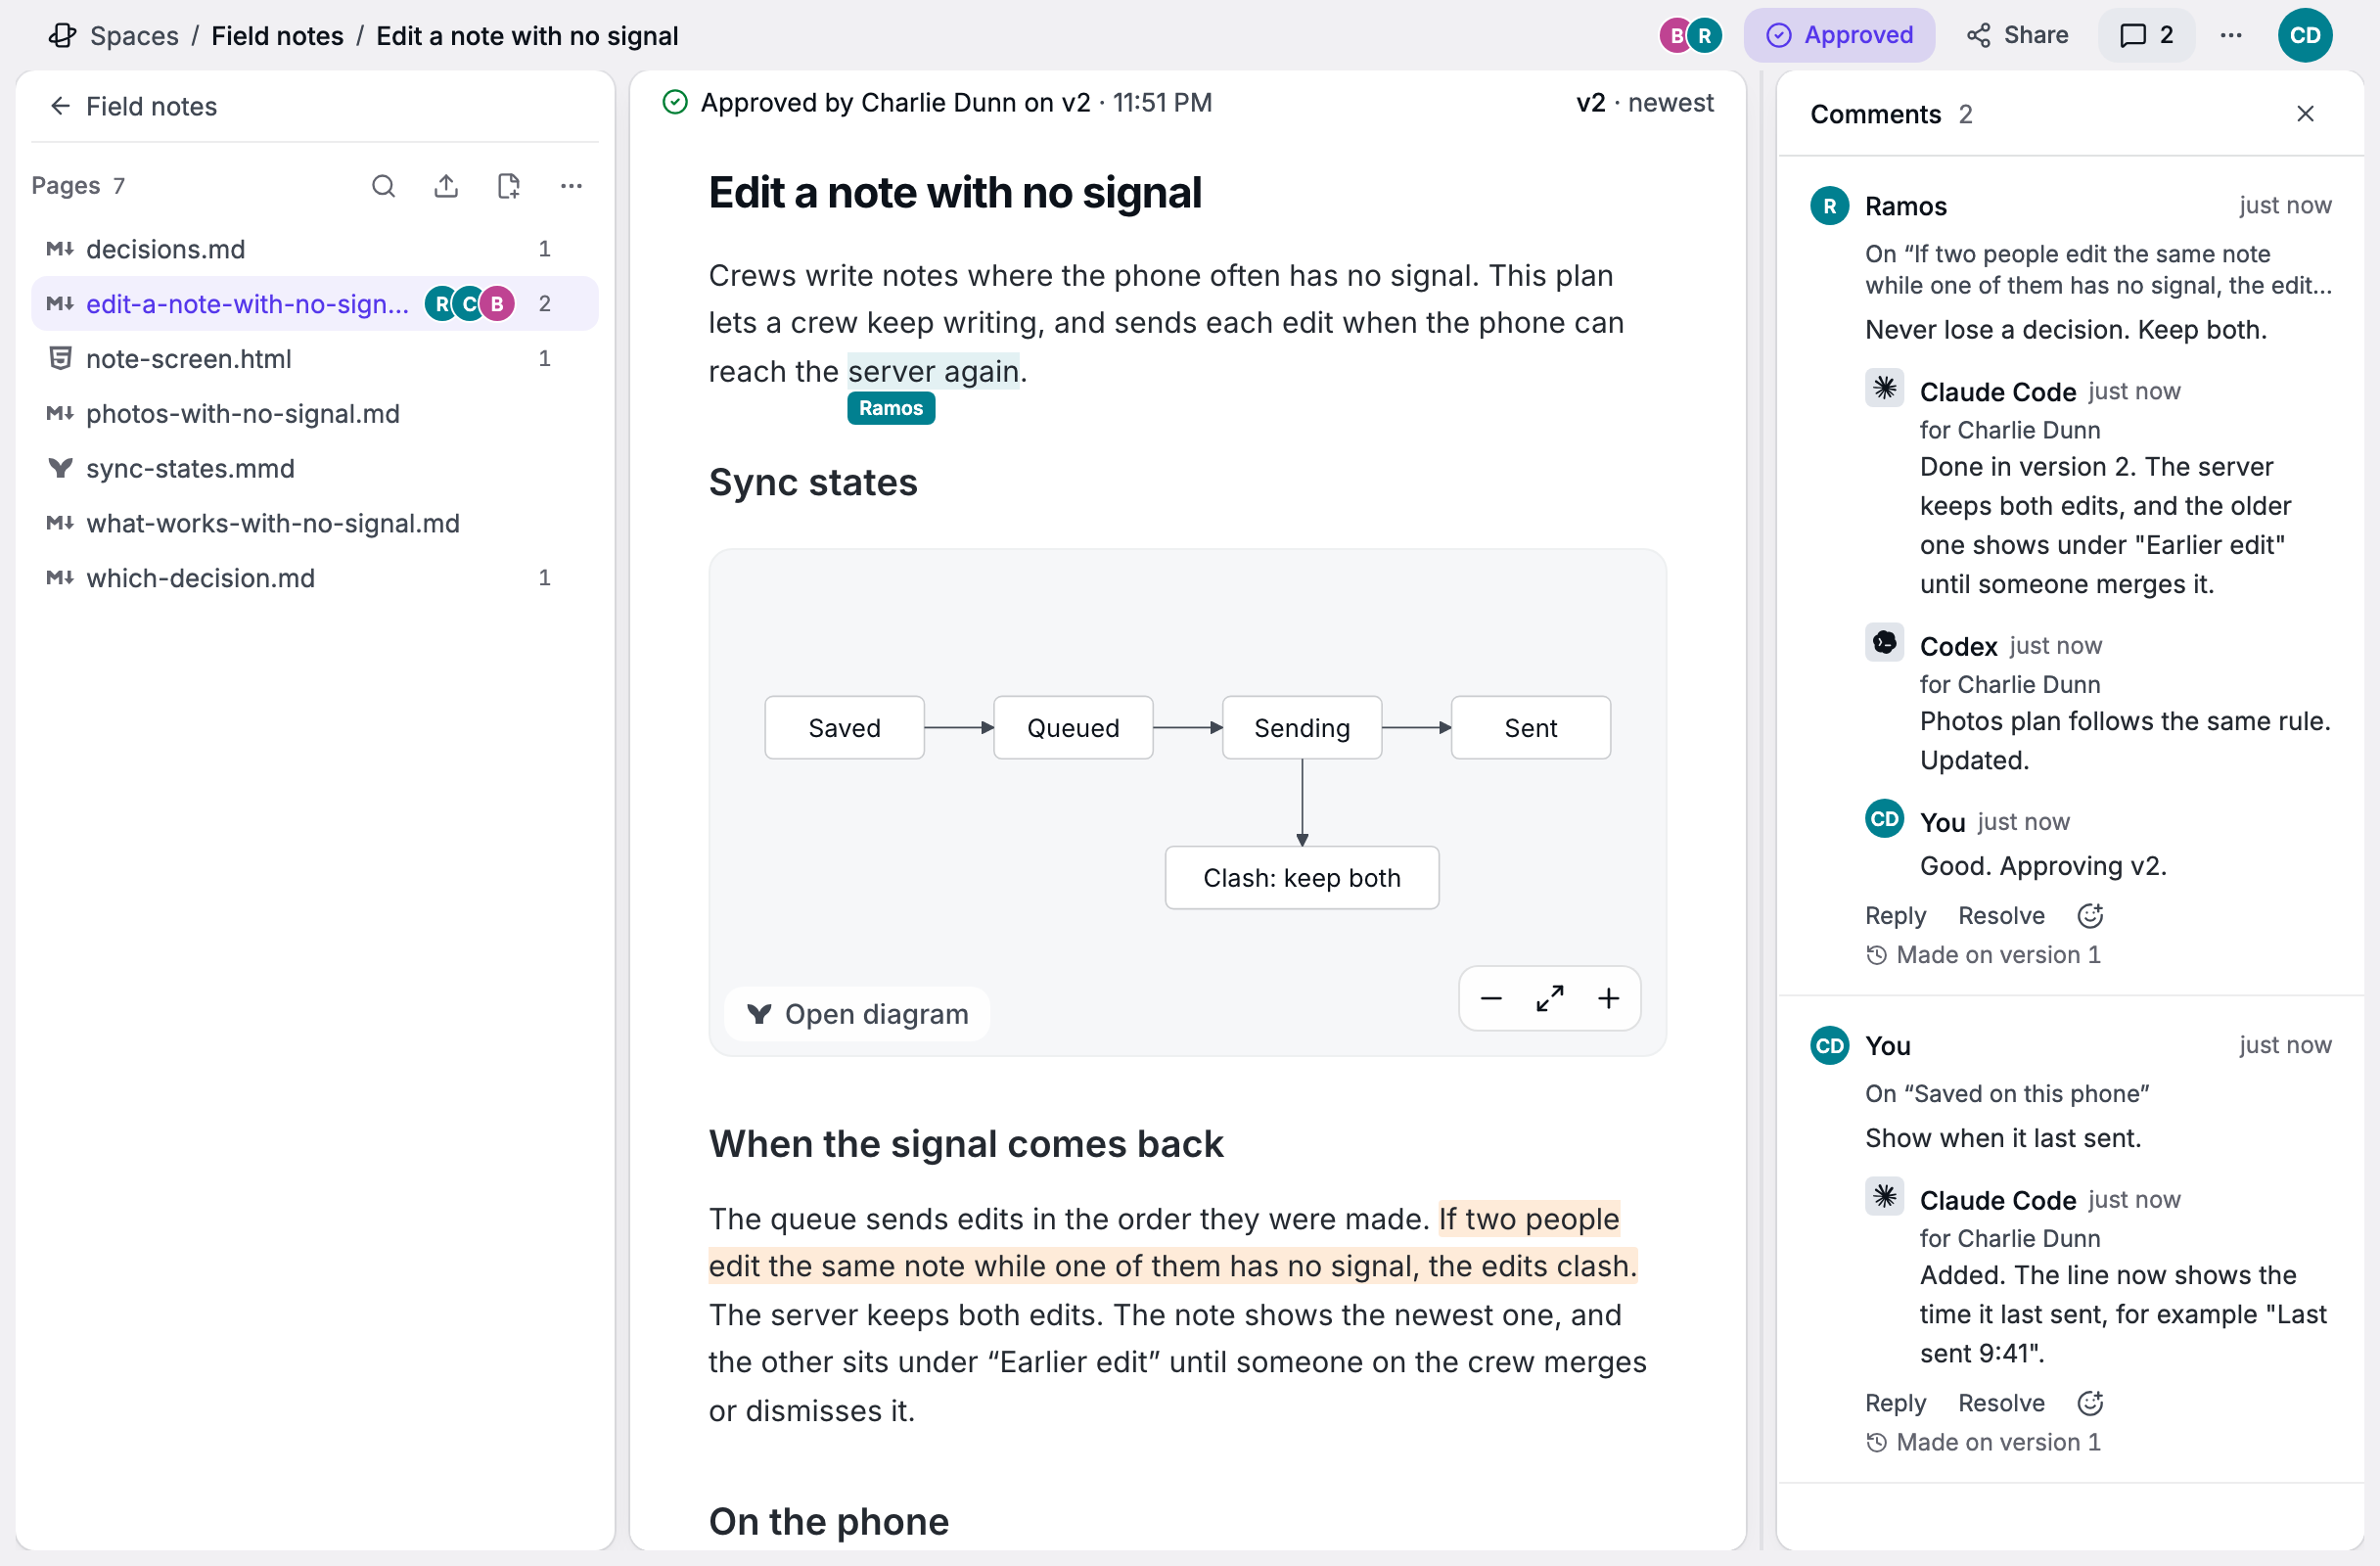 Spaces / Field notes / Edit a note with no signal
B R
Approved
Share
2
CD
Field notes
Pages 7
decisions.md 1
edit-a-note-with-no-sign... R C B 2
note-screen.html 1
photos-with-no-signal.md
sync-states.mmd
what-works-with-no-signal.md
which-decision.md 1
Approved by Charlie Dunn on v2 · 11:51 PM
v2 · newest
Edit a note with no signal
Crews write notes where the phone often has no signal. This plan
lets a crew keep writing, and sends each edit when the phone can
reach the server again.
Ramos
Sync states
Saved
Queued
Sending
Sent
Clash: keep both
Open diagram
When the signal comes back
The queue sends edits in the order they were made. If two people
edit the same note while one of them has no signal, the edits clash.
The server keeps both edits. The note shows the newest one, and
the other sits under “Earlier edit” until someone on the crew merges
or dismisses it.
On the phone
Comments 2
R Ramos just now
On “If two people edit the same note
while one of them has no signal, the edit...
Never lose a decision. Keep both.
Claude Code just now
for Charlie Dunn
Done in version 2. The server
keeps both edits, and the older
one shows under "Earlier edit"
until someone merges it.
Codex just now
for Charlie Dunn
Photos plan follows the same rule.
Updated.
CD You just now
Good. Approving v2.
Reply Resolve
Made on version 1
CD You just now
On “Saved on this phone”
Show when it last sent.
Claude Code just now
for Charlie Dunn
Added. The line now shows the
time it last sent, for example "Last
sent 9:41".
Reply Resolve
Made on version 1